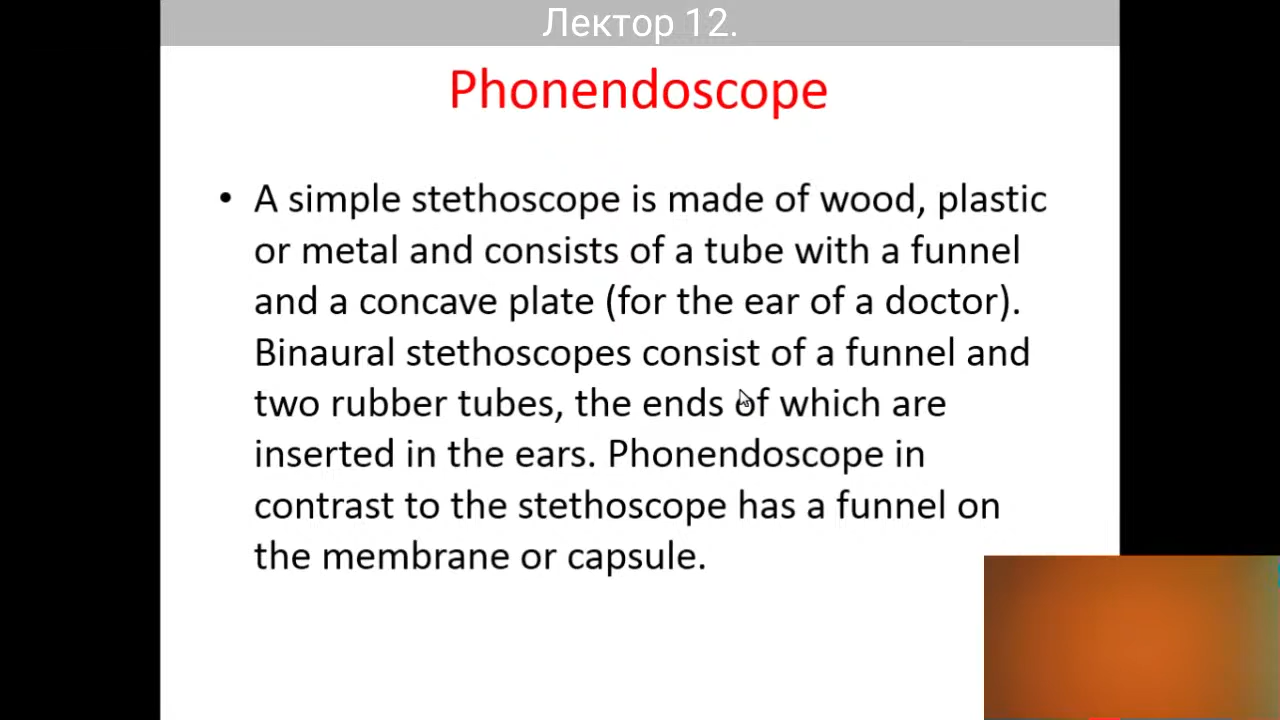 Лектор 12.
Phonendoscope
• A simple stethoscope is made of wood, plastic
or metal and consists of a tube with a funnel
and a concave plate (for the ear of a doctor).
Binaural stethoscopes consist of a funnel and
two rubber tubes, the ends of which are
inserted in the ears. Phonendoscope in
contrast to the stethoscope has a funnel on
the membrane or capsule.